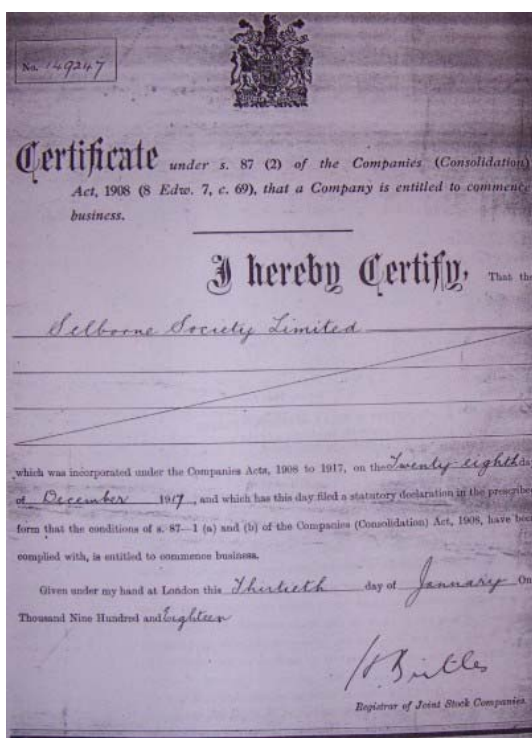 No. 149247
Certificate under s. 87 (2) of the Companies (Consolidation)
Act, 1908 (8 Edw. 7, c. 69), that a Company is entitled to commence
business.
I hereby Certify, That the
Selborne Society Limited
which was incorporated under the Companies Acts, 1908 to 1917, on the Twenty-eighth da
of December 1917, and which has this day filed a statutory declaration in the prescribe
form that the conditions of s. 87—1 (a) and (b) of the Companies (Consolidation) Act, 1908, have bee
complied with, is entitled to commence business.
Given under my hand at London this Thirtieth day of January On
Thousand Nine Hundred and Eighteen
H. Birtles
Registrar of Joint Stock Companies.